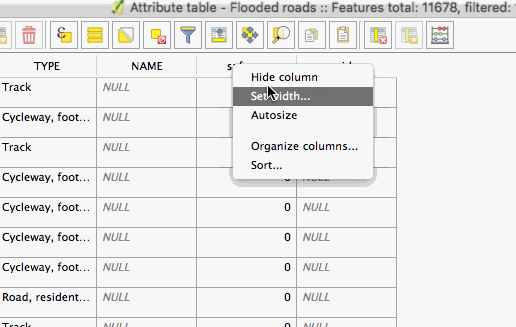 Attribute table - Flooded roads :: Features total: 11678, filtered:
TYPE NAME
Hide column
Set width...
Autosize
Organize columns...
Sort...
Track NULL
Cycleway, foot... NULL
Track NULL
Cycleway, foot... NULL 0 NULL
Cycleway, foot... NULL 0 NULL
Cycleway, foot... NULL 0 NULL
Cycleway, foot... NULL 0 NULL
Road, resident... NULL 0 NULL
Track NULL 0 NULL